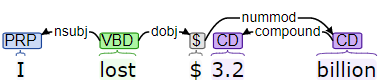 nsubj dobj nummod compound
PRP VBD $ CD CD
I lost $ 3.2 billion